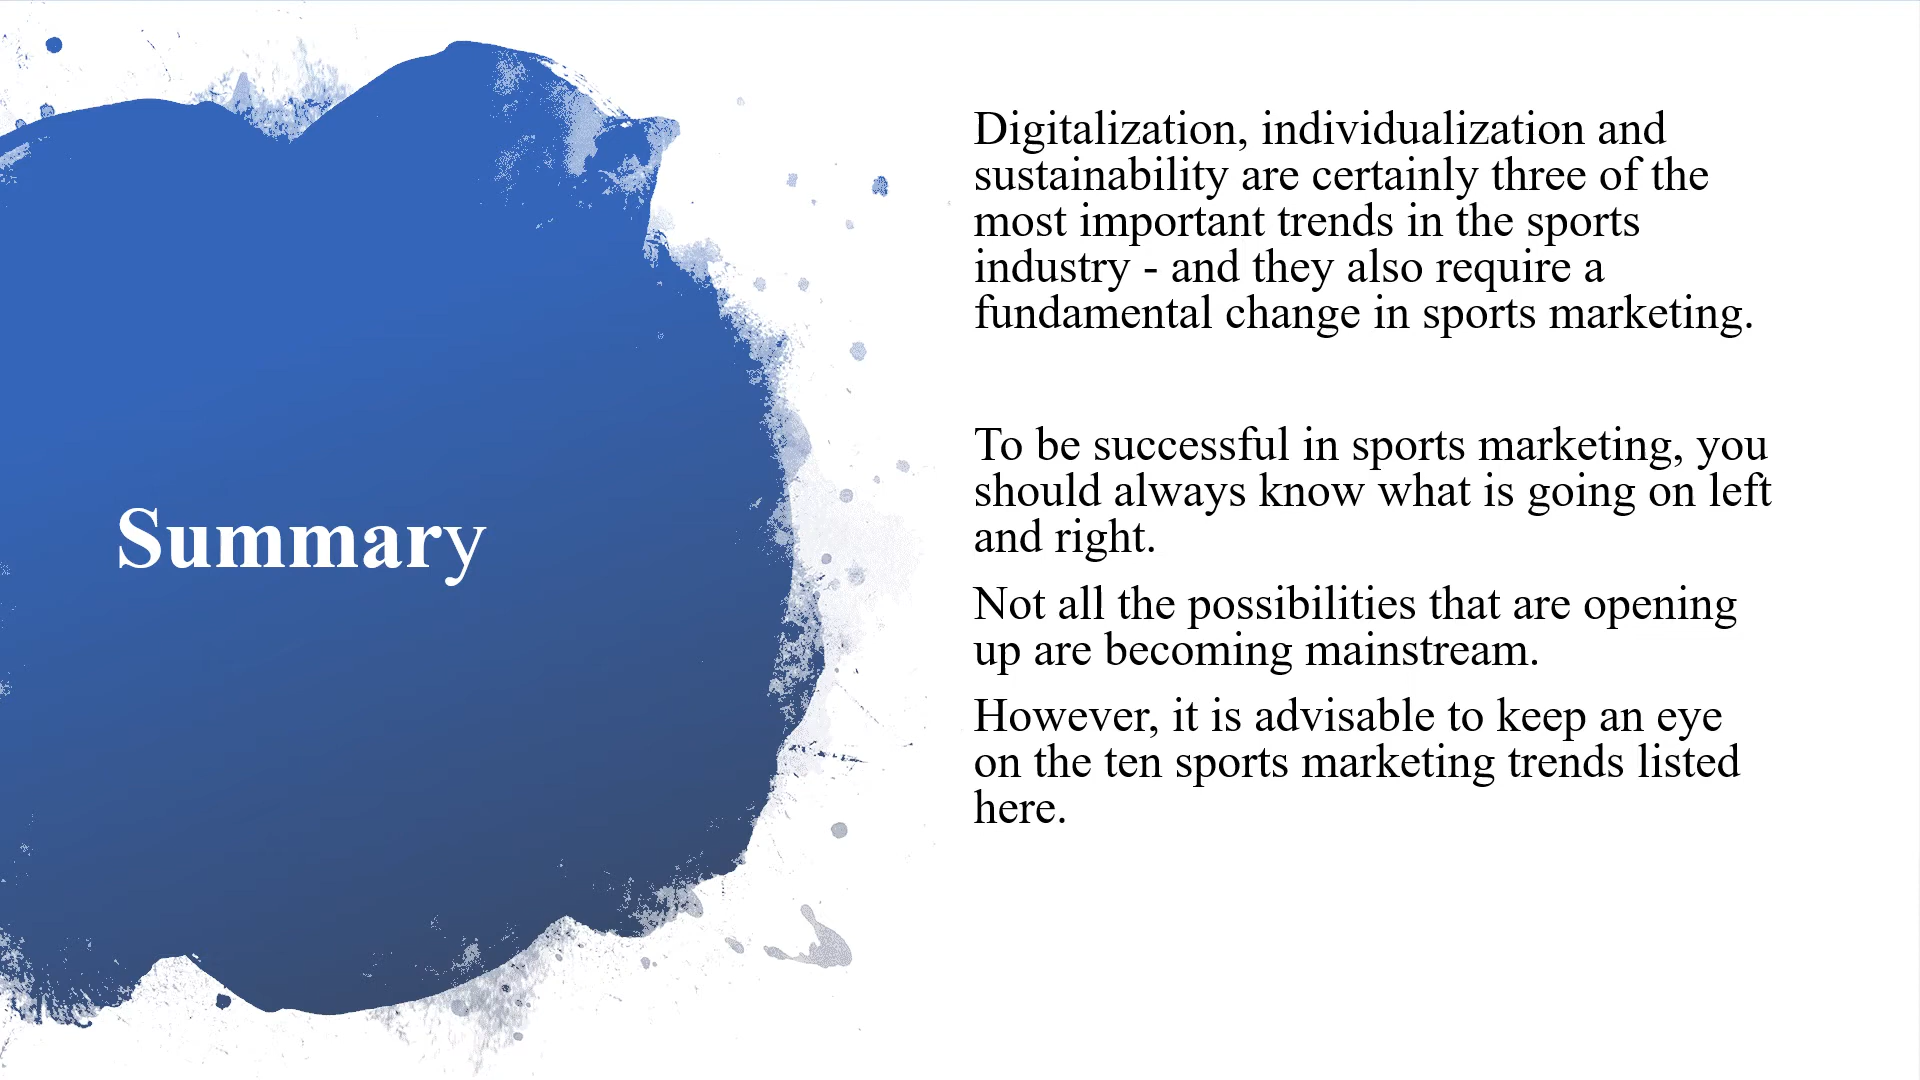 Summary
Digitalization, individualization and
sustainability are certainly three of the
most important trends in the sports
industry - and they also require a
fundamental change in sports marketing.
To be successful in sports marketing, you
should always know what is going on left
and right.
Not all the possibilities that are opening
up are becoming mainstream.
However, it is advisable to keep an eye
on the ten sports marketing trends listed
here.